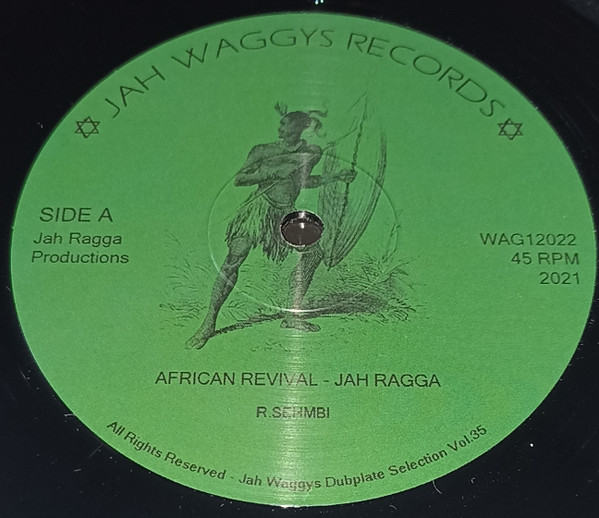 JAH WAGGYS RECORDS
SIDE A
Jah Ragga
Productions
WAG12022
45 RPM
2021
AFRICAN REVIVAL - JAH RAGGA
R.SEHMBI
All Rights Reserved - Jah Waggys Dubplate Selection Vol.35